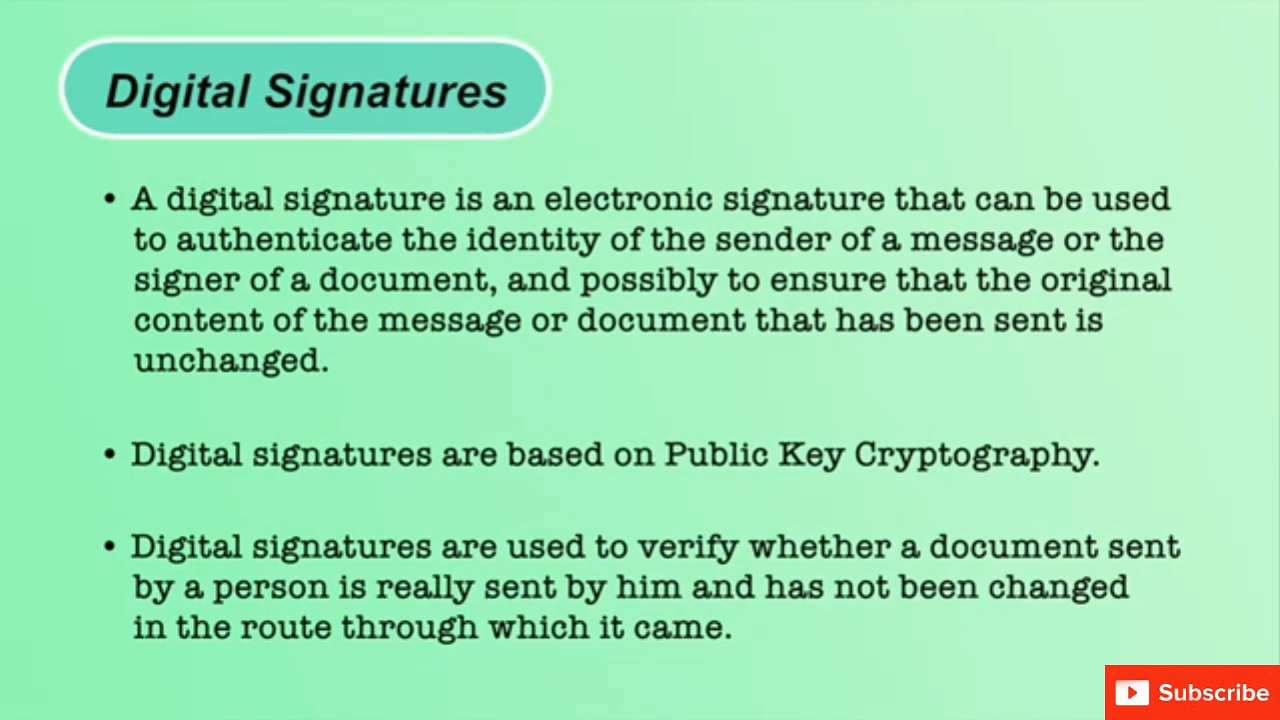 Digital Signatures
• A digital signature is an electronic signature that can be used
to authenticate the identity of the sender of a message or the
signer of a document, and possibly to ensure that the original
content of the message or document that has been sent is
unchanged.
• Digital signatures are based on Public Key Cryptography.
• Digital signatures are used to verify whether a document sent
by a person is really sent by him and has not been changed
in the route through which it came.
Subscribe